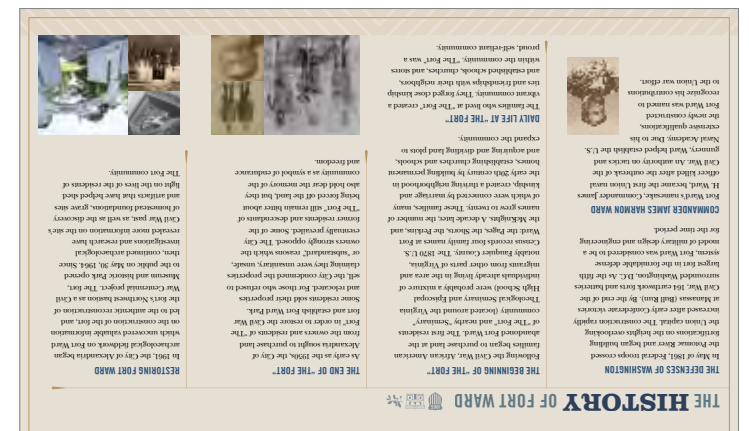 THE HISTORY OF FORT WARD
THE DEFENSES OF WASHINGTON
In May of 1861, Federal troops crossed
the Potomac River and began building
fortifications on the heights overlooking
the Union capital. The construction rapidly
increased after early Confederate victories
at Manassas (Bull Run). By the end of the
Civil War, 164 earthwork forts and batteries
surrounded Washington, D.C. As the fifth
largest fort in the formidable defense
system, Fort Ward was considered to be a
model of military design and engineering
for the time period.
COMMANDER JAMES HARMON WARD
Fort Ward's namesake, Commander James
H. Ward, became the first Union naval
officer killed after the outbreak of the
Civil War. An authority on tactics and
gunnery, Ward helped establish the U.S.
Naval Academy. Due to his
extensive qualifications,
the newly constructed
Fort Ward was named to
recognize his contributions
to the Union war effort.
THE BEGINNING OF "THE FORT"
Following the Civil War, African American
families began to purchase land at the
abandoned Fort Ward. The first residents
of "The Fort" and nearby "Seminary"
community (located around the Virginia
Theological Seminary and Episcopal
High School) were probably a mixture of
individuals already living in the area and
migrants from other parts of Virginia,
notably Fauquier County. The 1870 U.S.
Census records four family names at Fort
Ward: the Pages, the Shorts, the Perkins, and
the McKnights. A decade later, the number of
names grew to twenty. These families, many
of which were connected by marriage and
kinship, created a thriving neighborhood in
the early 20th century by building permanent
homes, establishing churches and schools,
and acquiring and dividing land plots to
expand the community.
DAILY LIFE AT "THE FORT"
The families who lived at "The Fort" created a
vibrant community. They forged close kinship
ties and friendships with their neighbors,
and established schools, churches, and stores
within the community. "The Fort" was a
proud, self-reliant community.
THE END OF "THE FORT"
As early as the 1950s, the City of
Alexandria sought to purchase land
from the owners and residents of "The
Fort" in order to restore the Civil War
fort and establish Fort Ward Park.
Some residents sold their properties
and relocated. For those who refused to
sell, the City condemned the properties
claiming they were unsanitary, unsafe,
or "substandard," reasons which the
owners strongly opposed. The City
eventually prevailed. Some of the
former residents and descendants of
"The Fort" still remain bitter about
being forced off the land, but they
also hold dear the memory of the
community as a symbol of endurance
and freedom.
RESTORING FORT WARD
In 1961, the City of Alexandria began
archaeological fieldwork on Fort Ward
which uncovered valuable information
on the construction of the fort, and
led to the authentic reconstruction of
the fort's Northwest bastion as a Civil
War Centennial project. The Fort,
Museum and historic Park opened
to the public on May 30, 1964. Since
then, continued archaeological
investigations and research have
revealed more information on the site's
Civil War past, as well as the discovery
of homestead foundations, grave sites
and artifacts that have helped shed
light on the lives of the residents of
The Fort community.